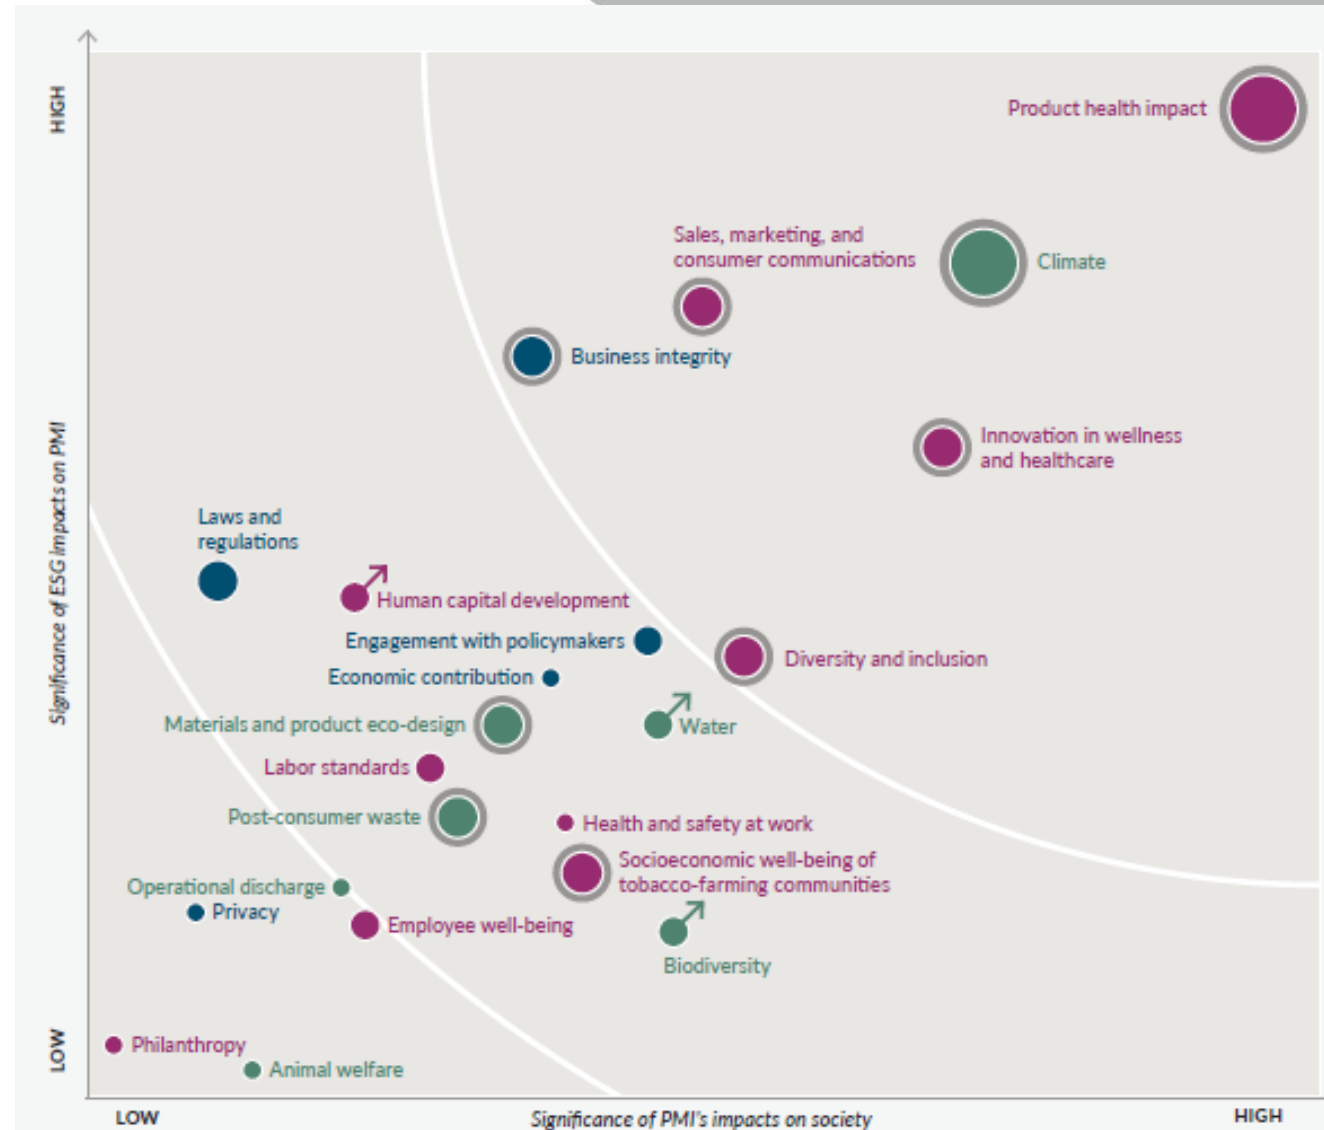 HIGH
Product health impact
Sales, marketing, and
consumer communications
Climate
Business integrity
Innovation in wellness
and healthcare
Significance of ESG impacts on PMI
Laws and
regulations
Human capital development
Engagement with policymakers
Diversity and inclusion
Economic contribution
Materials and product eco-design
Water
Labor standards
Post-consumer waste
Health and safety at work
Socioeconomic well-being of
tobacco-farming communities
Operational discharge
Privacy
Employee well-being
Biodiversity
LOW
Philanthropy
Animal welfare
LOW
Significance of PMI's impacts on society
HIGH